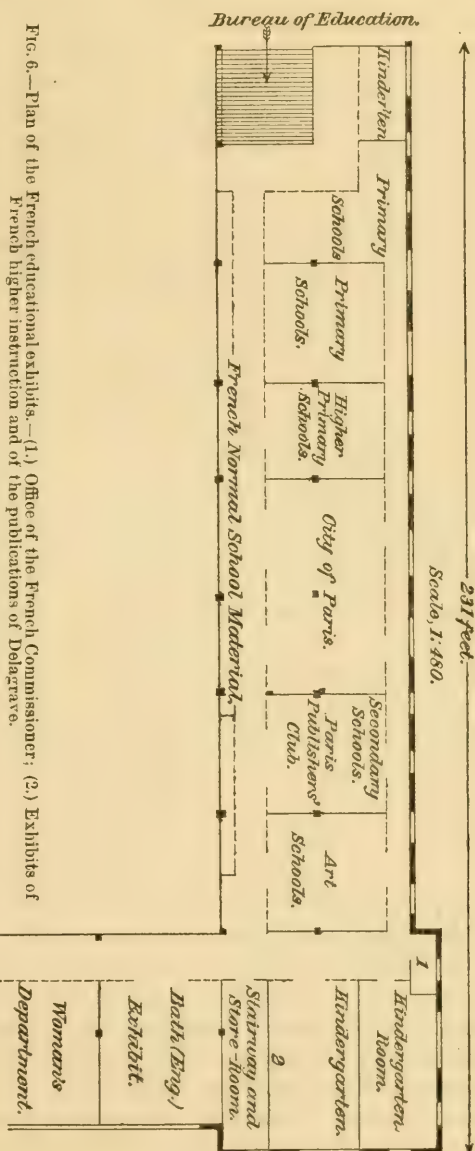 Bureau of Education.
231 feet.
Scale, 1:480.
Kinderten
Primary
Schools
Primary
Schools.
Higher
Primary
Schools.
City of Paris.
Secondary
Schools.
Paris
Publishers'
Club.
Art
Schools.
French Normal School Material.
1
Kindergarten
Room.
Kindergarten.
2
Stairway and
Store-Room.
Bath (Eng.)
Exhibit.
Woman's
Department.
FIG. 6.—Plan of the French educational exhibits.—(1.) Office of the French Commissioner; (2.) Exhibits of
French higher instruction and of the publications of Delagrave.